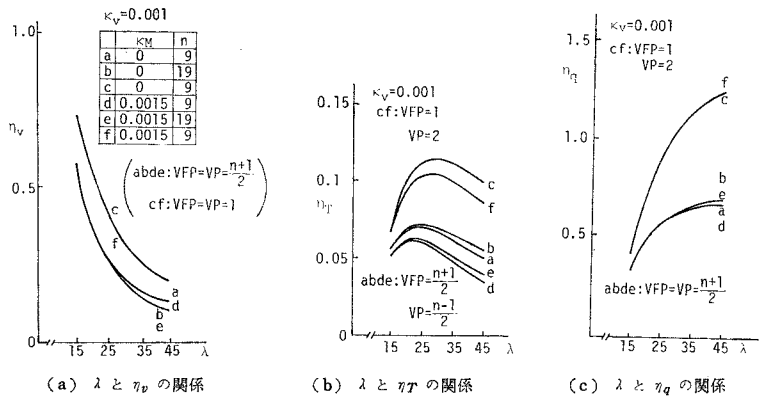 κv=0.001
κM n
a 0 9
b 0 19
c 0 9
d 0.0015 9
e 0.0015 19
f 0.0015 9
abde:VFP=VP=n+1/2
cf:VFP=VP=1
1.0
ηv
0.5
0
c
f
a
d
b
e
15 25 35 45 λ
(a) λ と ηv の関係
κv=0.001
cf:VFP=1
VP=2
0.15
0.1
ηT
0.05
0
c
f
b
a
e
d
abde:VFP=n+1/2
VP=n-1/2
15 25 35 45 λ
(b) λ と ηT の関係
κv=0.001
cf:VFP=1
VP=2
1.5
ηq
1.0
0.5
0
f
c
b
e
a
d
abde:VFP=VP=n+1/2
15 25 35 45 λ
(c) λ と ηq の関係